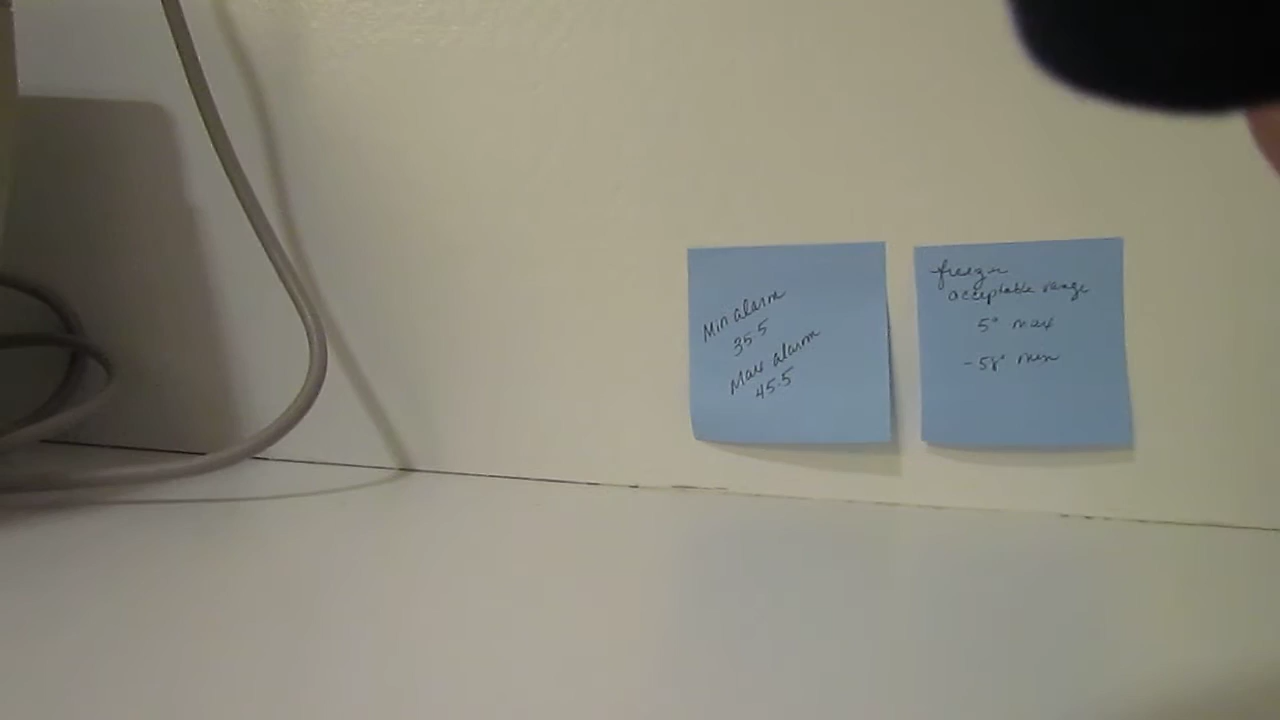 Min alarm
35.5
Max alarm
45.5
freezer
acceptable range
5° max
-58° min